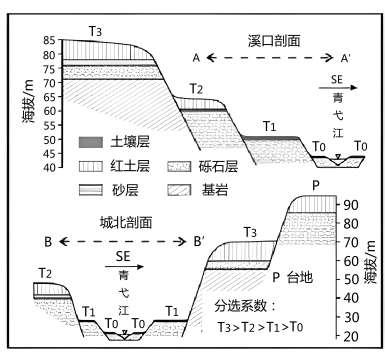 溪口剖面
A A′
海拔/m
85
80
75
70
65
60
55
50
45
40
T3
T2
T1
T0 T0
SE
青弋江
土壤层
红土层 砾石层
砂层 基岩
城北剖面
B B′
SE
青弋江
T2
T1
T0 T0
T1
T3
P
P 台地
分选系数：
T3>T2>T1>T0
90
80
70
60
50
40
30
20
海拔/m